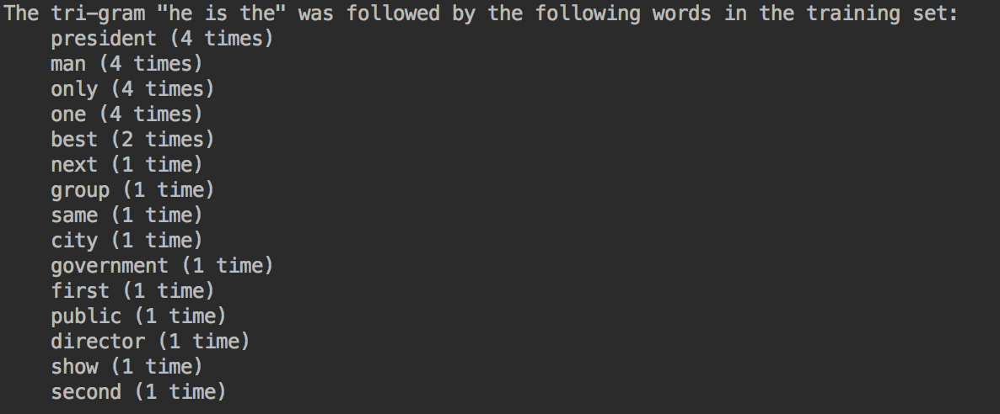 The tri-gram "he is the" was followed by the following words in the training set:
president (4 times)
man (4 times)
only (4 times)
one (4 times)
best (2 times)
next (1 time)
group (1 time)
same (1 time)
city (1 time)
government (1 time)
first (1 time)
public (1 time)
director (1 time)
show (1 time)
second (1 time)